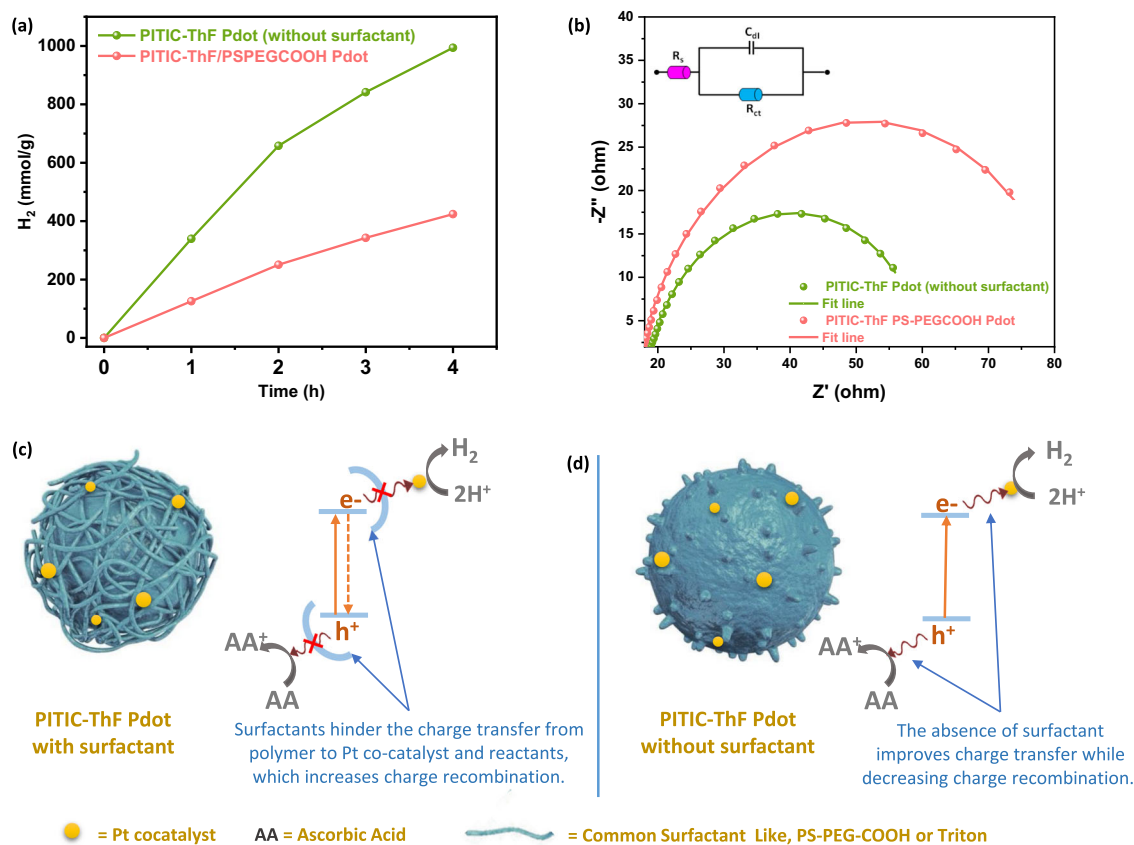 (a)
PITIC-ThF Pdot (without surfactant)
PITIC-ThF/PSPEGCOOH Pdot
H2 (mmol/g)
1000
800
600
400
200
0
0 1 2 3 4
Time (h)
(b)
Cdl
Rs
Rct
-Z" (ohm)
-40
35
30
25
20
15
10
5
PITIC-ThF Pdot (without surfactant)
Fit line
PITIC-ThF PS-PEGCOOH Pdot
Fit line
20 30 40 50 60 70 80
Z' (ohm)
(c)
H2
2H+
e-
h+
AA+
AA
PITIC-ThF Pdot
with surfactant
Surfactants hinder the charge transfer from
polymer to Pt co-catalyst and reactants,
which increases charge recombination.
(d)
H2
2H+
e-
h+
AA+
AA
PITIC-ThF Pdot
without surfactant
The absence of surfactant
improves charge transfer while
decreasing charge recombination.
= Pt cocatalyst
AA = Ascorbic Acid
= Common Surfactant Like, PS-PEG-COOH or Triton